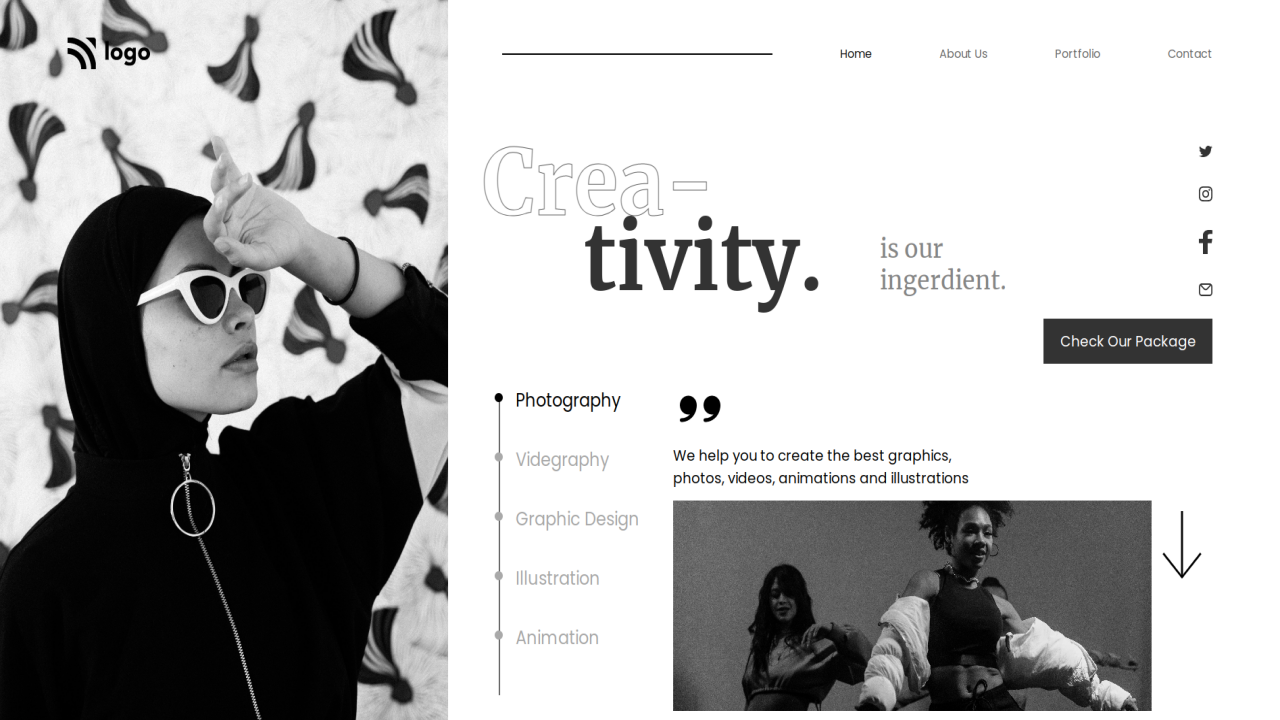 logo
Home About Us Portfolio Contact
Crea-
tivity.
is our
ingerdient.
Check Our Package
Photography
Videgraphy
Graphic Design
Illustration
Animation
”
We help you to create the best graphics,
photos, videos, animations and illustrations